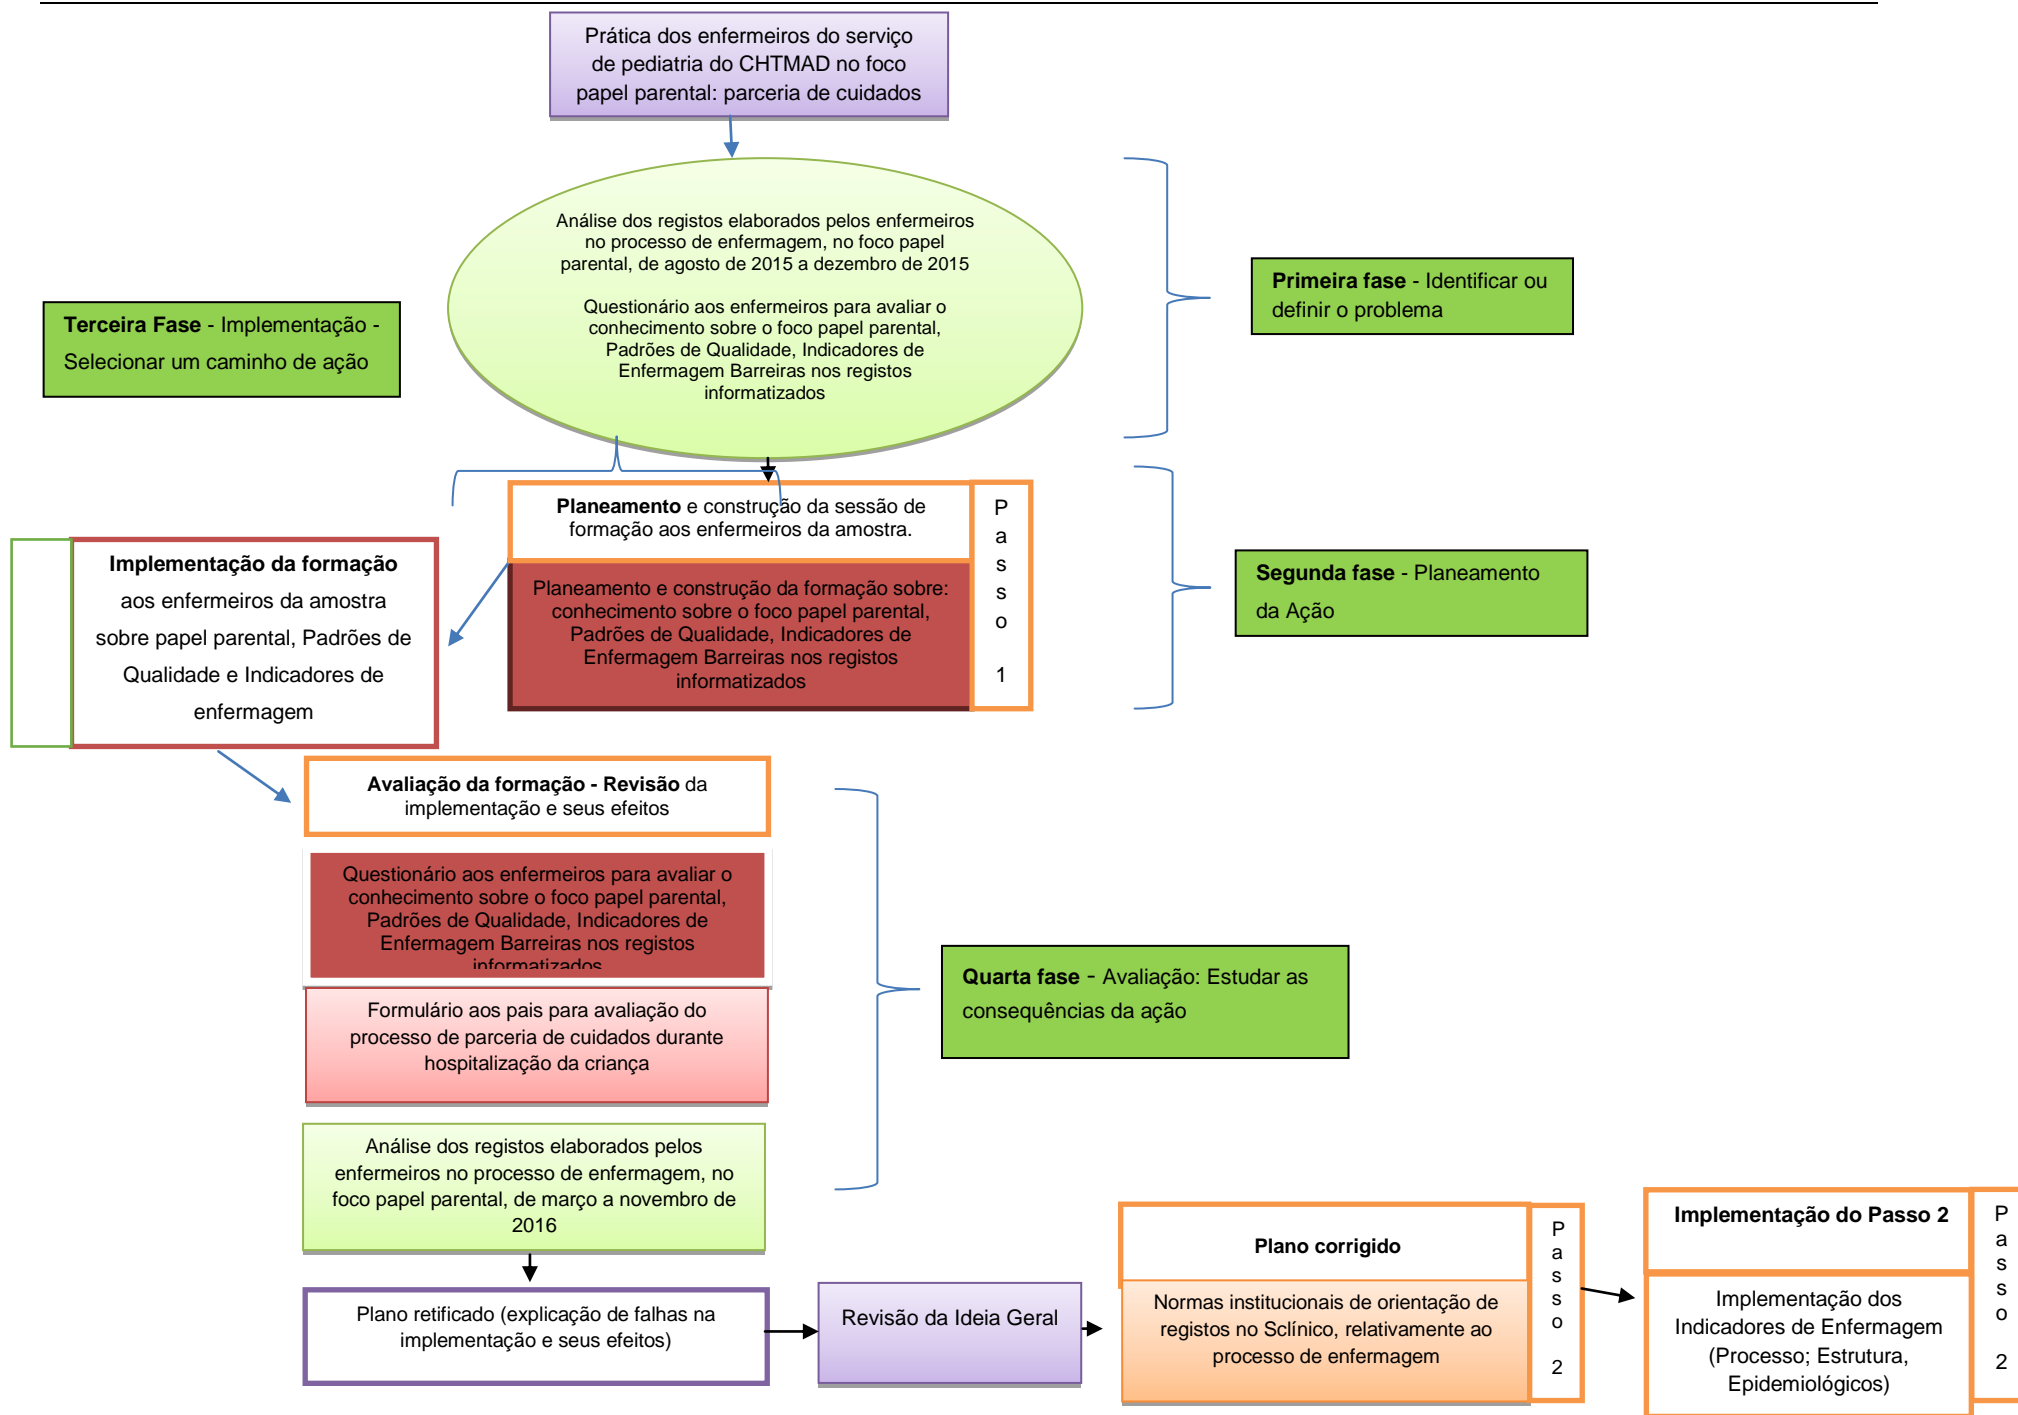 Prática dos enfermeiros do serviço
de pediatria do CHTMAD no foco
papel parental: parceria de cuidados
Análise dos registos elaborados pelos enfermeiros
no processo de enfermagem, no foco papel
parental, de agosto de 2015 a dezembro de 2015
Questionário aos enfermeiros para avaliar o
conhecimento sobre o foco papel parental,
Padrões de Qualidade, Indicadores de
Enfermagem Barreiras nos registos
informatizados
Primeira fase - Identificar ou
definir o problema
Terceira Fase - Implementação -
Selecionar um caminho de ação
Planeamento e construção da sessão de
formação aos enfermeiros da amostra.
Planeamento e construção da formação sobre:
conhecimento sobre o foco papel parental,
Padrões de Qualidade, Indicadores de
Enfermagem Barreiras nos registos
informatizados
P
a
s
s
o
1
Segunda fase - Planeamento
da Ação
Implementação da formação
aos enfermeiros da amostra
sobre papel parental, Padrões de
Qualidade e Indicadores de
enfermagem
Avaliação da formação - Revisão da
implementação e seus efeitos
Questionário aos enfermeiros para avaliar o
conhecimento sobre o foco papel parental,
Padrões de Qualidade, Indicadores de
Enfermagem Barreiras nos registos
informatizados
Formulário aos pais para avaliação do
processo de parceria de cuidados durante
hospitalização da criança
Quarta fase - Avaliação: Estudar as
consequências da ação
Análise dos registos elaborados pelos
enfermeiros no processo de enfermagem, no
foco papel parental, de março a novembro de
2016
Plano retificado (explicação de falhas na
implementação e seus efeitos)
Revisão da Ideia Geral
Plano corrigido
Normas institucionais de orientação de
registos no Sclínico, relativamente ao
processo de enfermagem
P
a
s
s
o
2
Implementação do Passo 2
Implementação dos
Indicadores de Enfermagem
(Processo; Estrutura,
Epidemiológicos)
P
a
s
s
o
2